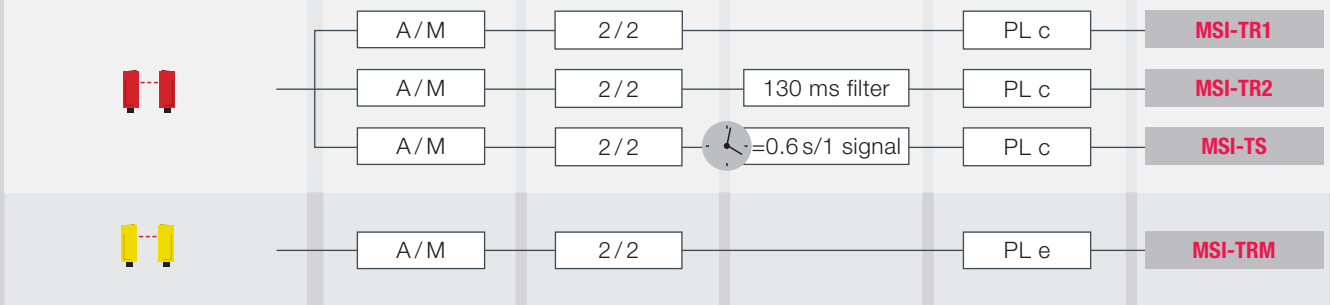 A/M 2/2 PL c MSI-TR1
A/M 2/2 130 ms filter PL c MSI-TR2
A/M 2/2 =0.6 s/1 signal PL c MSI-TS
A/M 2/2 PL e MSI-TRM